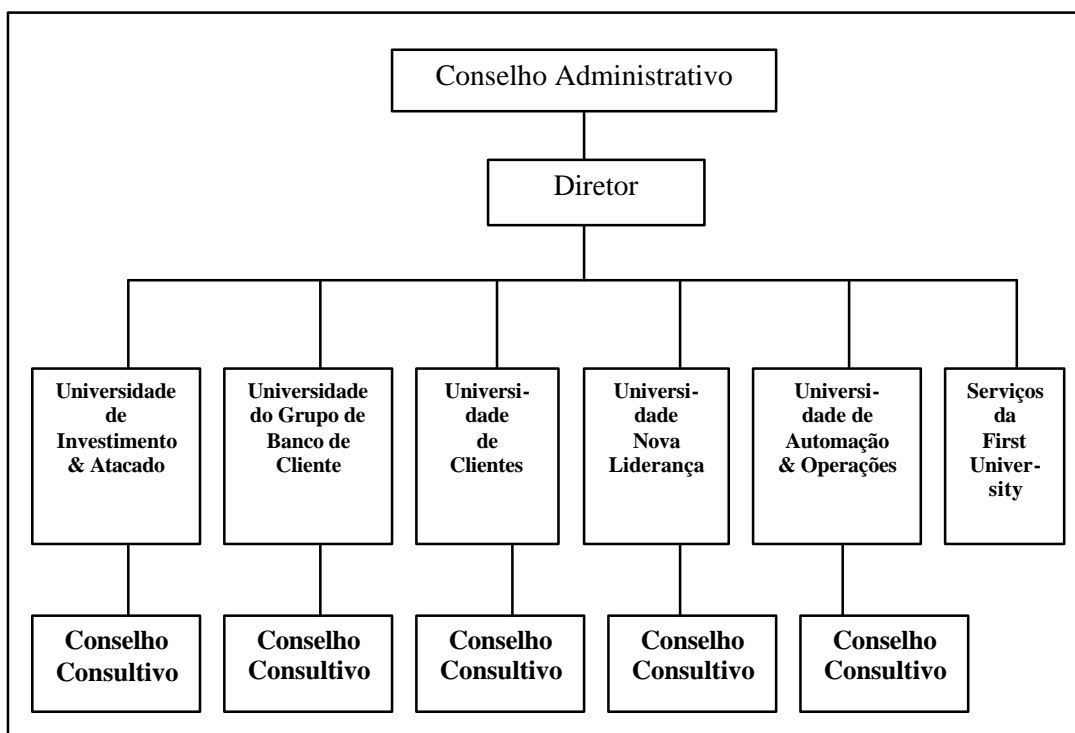 Conselho Administrativo
Diretor
Universidade
de
Investimento
& Atacado
Universidade
do Grupo de
Banco de
Cliente
Universi-
dade
de
Clientes
Universi-
dade
Nova
Liderança
Universi-
dade de
Automação
& Operações
Serviços
da
First
Univer-
sity
Conselho
Consultivo
Conselho
Consultivo
Conselho
Consultivo
Conselho
Consultivo
Conselho
Consultivo